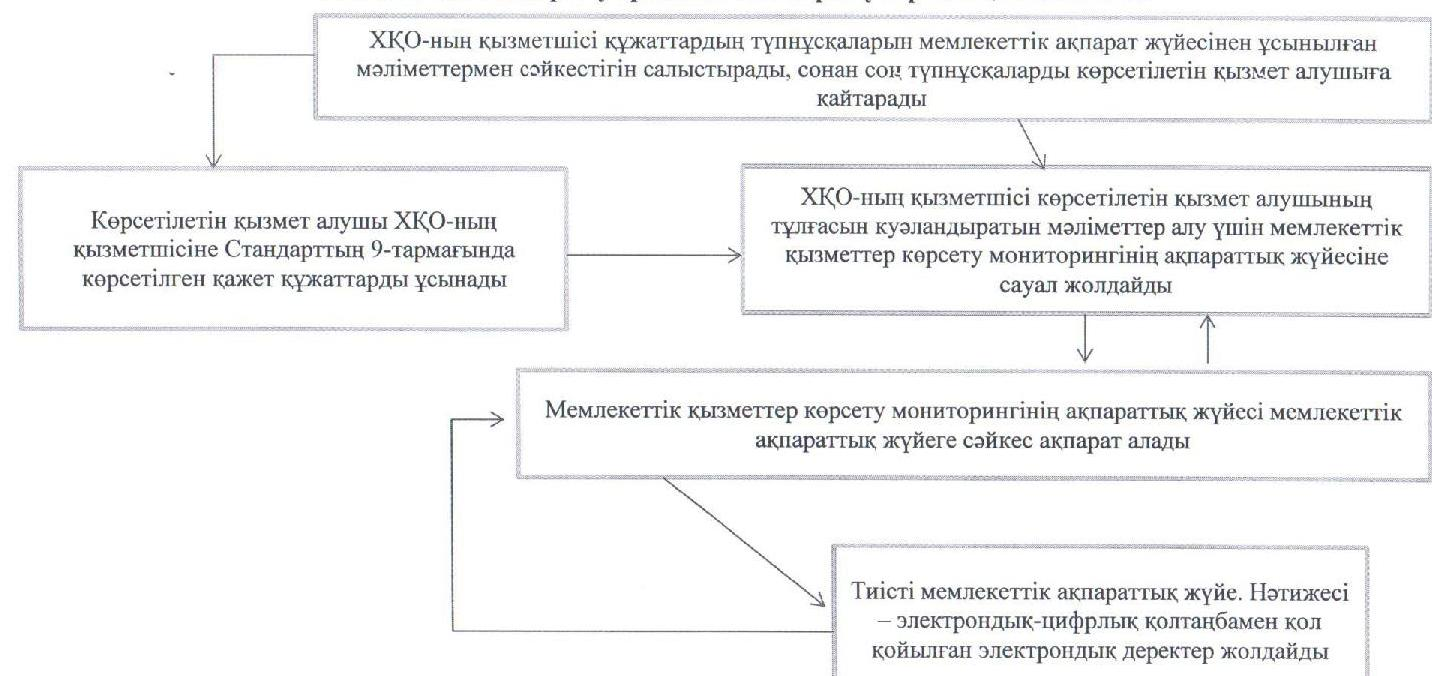 ХҚО-ның қызметшісі құжаттардың түпнұсқаларын мемлекеттік ақпарат жүйесінен ұсынылған
мәліметтермен сәйкестігін салыстырады, сонан соң түпнұсқаларды көрсетілетін қызмет алушыға
қайтарады
Көрсетілетін қызмет алушы ХҚО-ның
қызметшісіне Стандарттың 9-тармағында
көрсетілген қажет құжаттарды ұсынады
ХҚО-ның қызметшісі көрсетілетін қызмет алушының
тұлғасын куәландыратын мәліметтер алу үшін мемлекеттік
қызметтер көрсету мониторингінің ақпараттық жүйесіне
сауал жолдайды
Мемлекеттік қызметтер көрсету мониторингінің ақпараттық жүйесі мемлекеттік
ақпараттық жүйеге сәйкес ақпарат алады
Тиісті мемлекеттік ақпараттық жүйе. Нәтижесі
– электрондық-цифрлық қолтаңбамен қол
қойылған электрондық деректер жолдайды